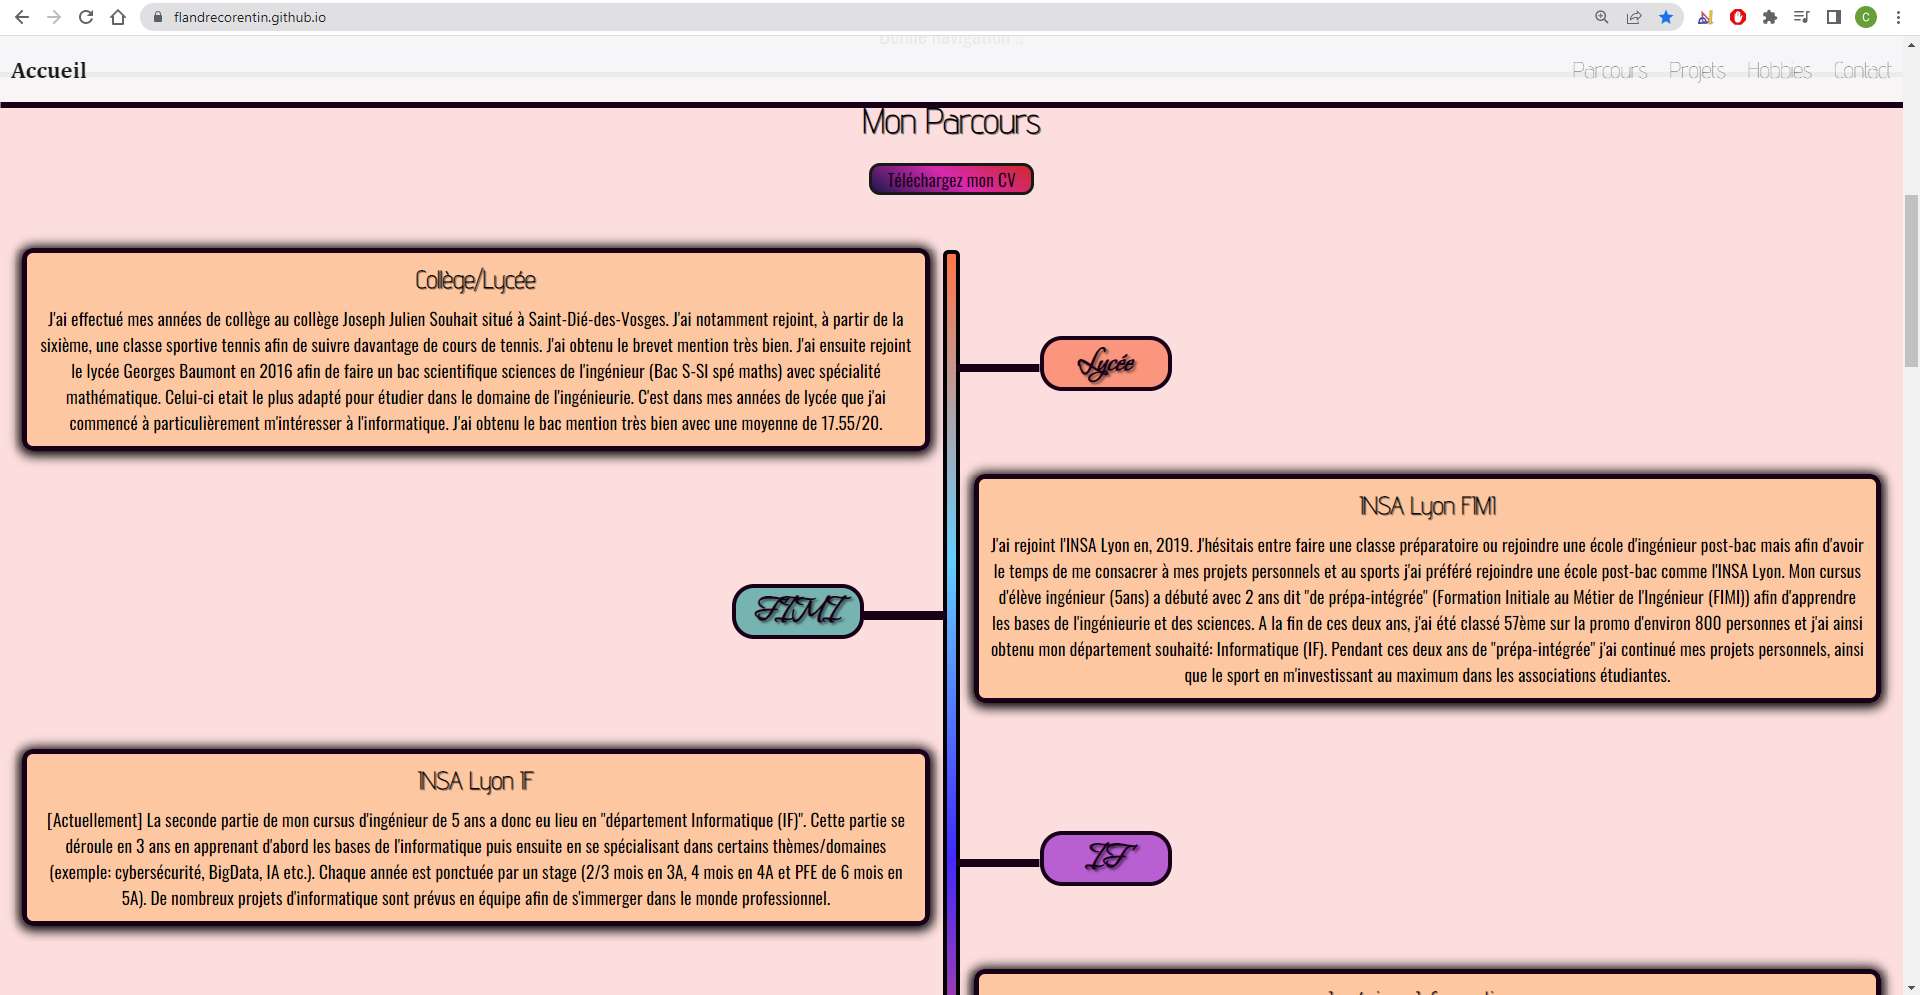 flandrecorentin.github.io
C
Bonne navigation ..
Accueil
Parcours Projets Hobbies Contact
Mon Parcours
Téléchargez mon CV
Collège/Lycée
J'ai effectué mes années de collège au collège Joseph Julien Souhait situé à Saint-Dié-des-Vosges. J'ai notamment rejoint, à partir de la
sixième, une classe sportive tennis afin de suivre davantage de cours de tennis. J'ai obtenu le brevet mention très bien. J'ai ensuite rejoint
le lycée Georges Baumont en 2016 afin de faire un bac scientifique sciences de l'ingénieur (Bac S-SI spé maths) avec spécialité
mathématique. Celui-ci etait le plus adapté pour étudier dans le domaine de l'ingénieurie. C'est dans mes années de lycée que j'ai
commencé à particulièrement m'intéresser à l'informatique. J'ai obtenu le bac mention très bien avec une moyenne de 17.55/20.
Lycée
INSA Lyon FIMI
J'ai rejoint l'INSA Lyon en, 2019. J'hésitais entre faire une classe préparatoire ou rejoindre une école d'ingénieur post-bac mais afin d'avoir
le temps de me consacrer à mes projets personnels et au sports j'ai préféré rejoindre une école post-bac comme l'INSA Lyon. Mon cursus
d'élève ingénieur (5ans) a débuté avec 2 ans dit "de prépa-intégrée" (Formation Initiale au Métier de l'Ingénieur (FIMI)) afin d'apprendre
les bases de l'ingénieurie et des sciences. A la fin de ces deux ans, j'ai été classé 57ème sur la promo d'environ 800 personnes et j'ai ainsi
obtenu mon département souhaité: Informatique (IF). Pendant ces deux ans de "prépa-intégrée" j'ai continué mes projets personnels, ainsi
que le sport en m'investissant au maximum dans les associations étudiantes.
FIMI
INSA Lyon IF
[Actuellement] La seconde partie de mon cursus d'ingénieur de 5 ans a donc eu lieu en "département Informatique (IF)". Cette partie se
déroule en 3 ans en apprenant d'abord les bases de l'informatique puis ensuite en se spécialisant dans certains thèmes/domaines
(exemple: cybersécurité, BigData, IA etc.). Chaque année est ponctuée par un stage (2/3 mois en 3A, 4 mois en 4A et PFE de 6 mois en
5A). De nombreux projets d'informatique sont prévus en équipe afin de s'immerger dans le monde professionnel.
IF